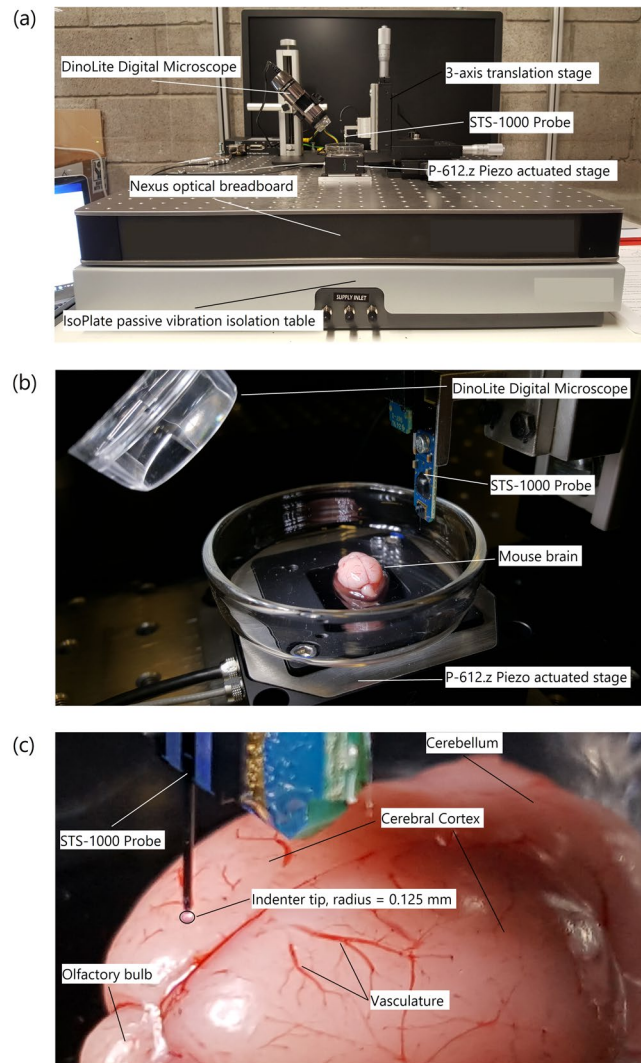 (a)
DinoLite Digital Microscope
3-axis translation stage
STS-1000 Probe
P-612.z Piezo actuated stage
Nexus optical breadboard
SUPPLY INLET
IsoPlate passive vibration isolation table
(b)
DinoLite Digital Microscope
STS-1000 Probe
Mouse brain
P-612.z Piezo actuated stage
(c)
Cerebellum
STS-1000 Probe
Cerebral Cortex
Indenter tip, radius = 0.125 mm
Olfactory bulb
Vasculature